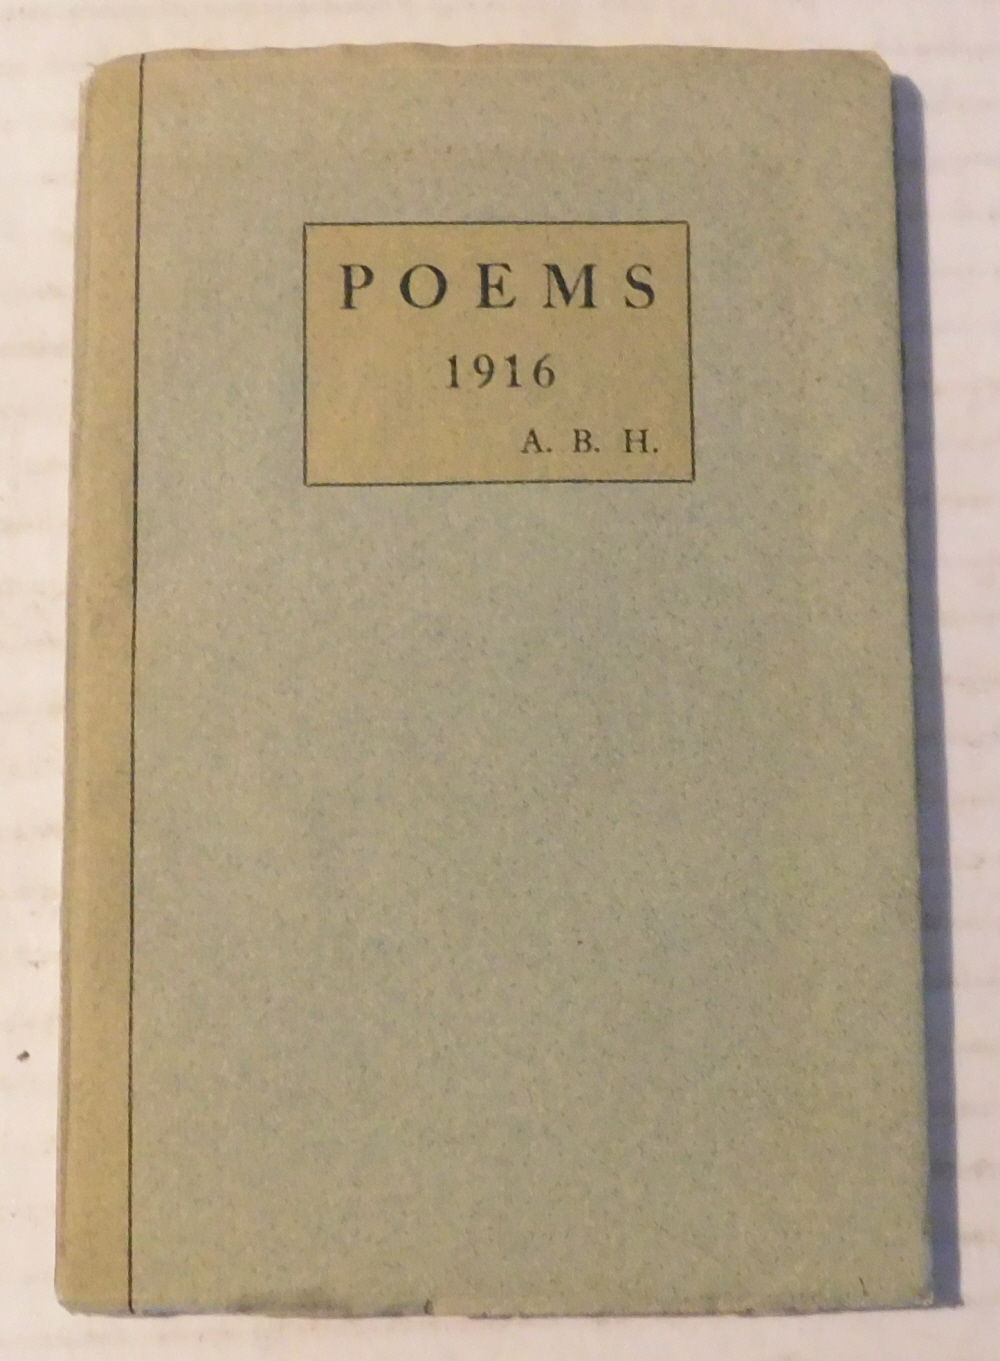 POEMS
1916
A. B. H.